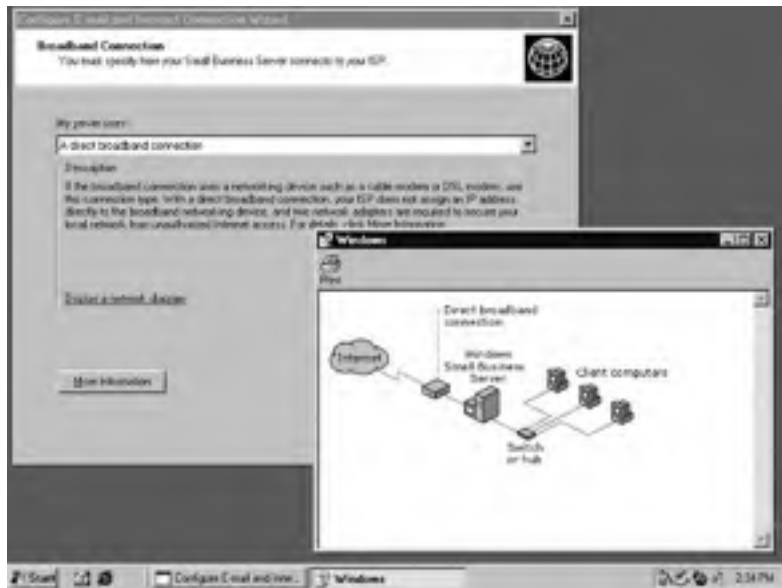 Configure E-mail and Internet Connection Wizard
Broadband Connection
You must specify how your Small Business Server connects to your ISP.
My server uses:
A direct broadband connection
Description
If the broadband connection uses a networking device such as a cable modem or DSL modem, use
this connection type. With a direct broadband connection, your ISP does not assign an IP address
directly to the broadband networking device, and two network adapters are required to secure your
local network from unauthorized Internet access. For details, click More Information.
Display a network diagram
More Information
Windows
Print
Direct broadband
connection
Internet
Windows
Small Business
Server
Client computers
Switch
or hub
Start
Configure E-mail and Inter...
Windows
2:34 PM